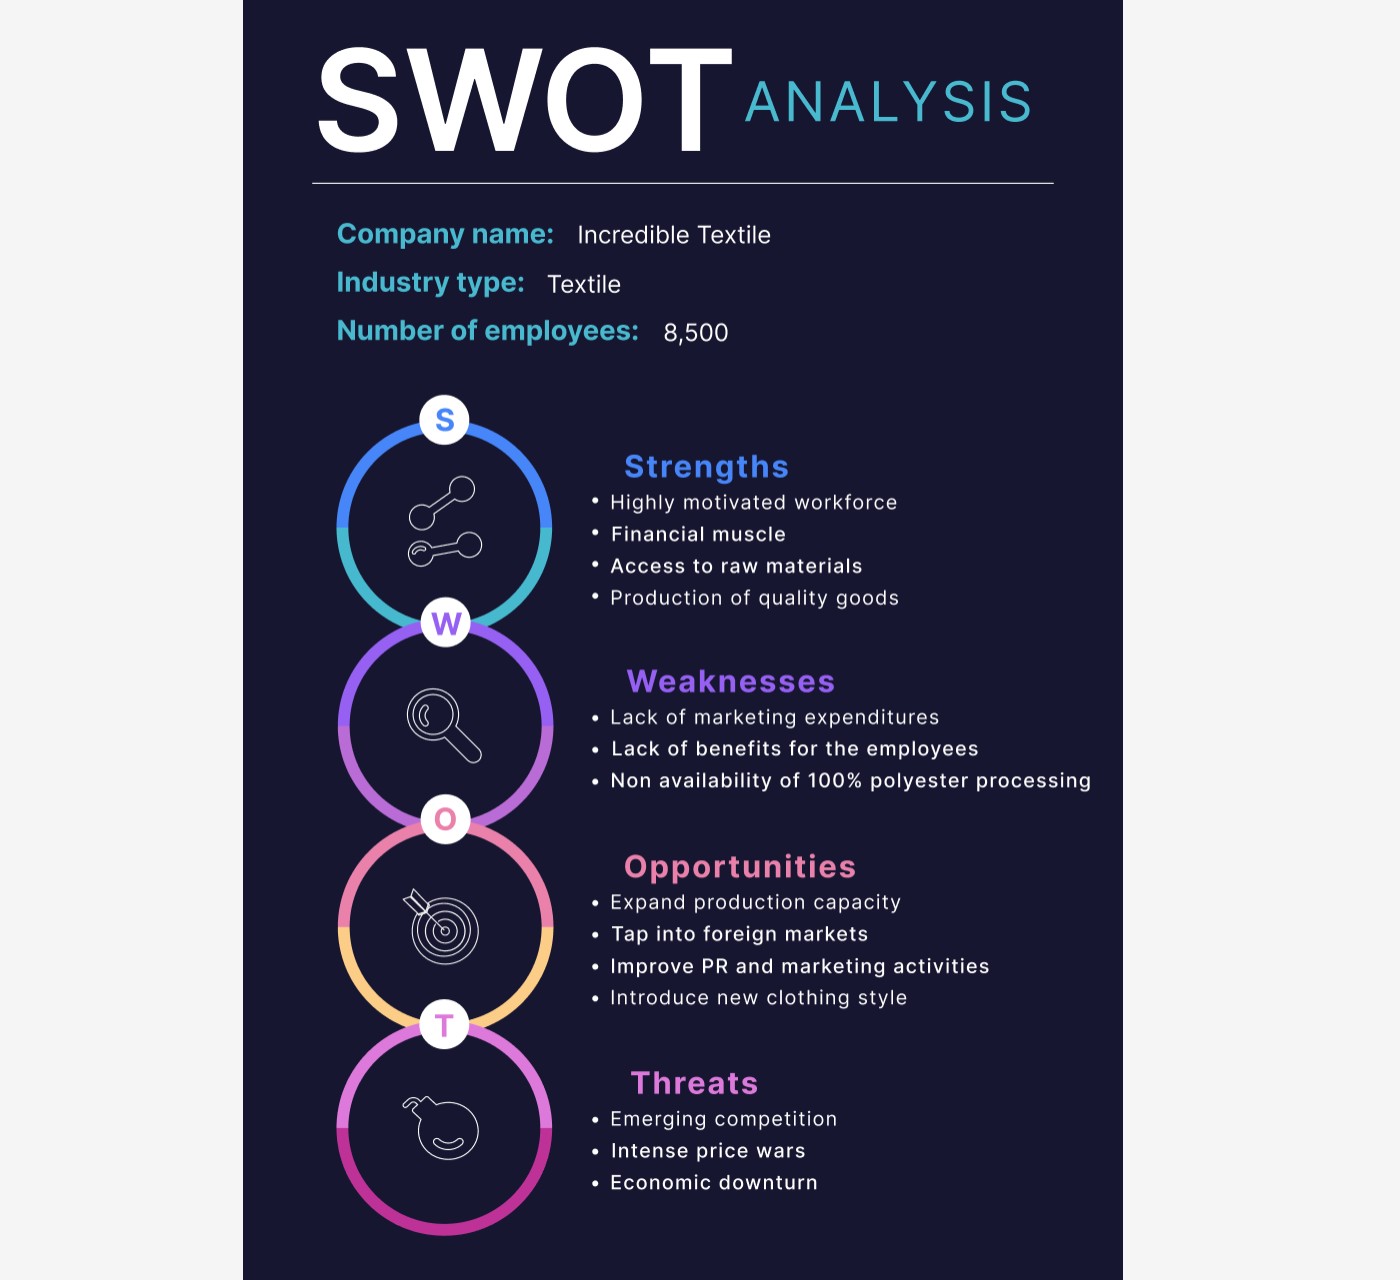 SWOT ANALYSIS
Company name: Incredible Textile
Industry type: Textile
Number of employees: 8,500
S
Strengths
• Highly motivated workforce
• Financial muscle
• Access to raw materials
• Production of quality goods
W
Weaknesses
• Lack of marketing expenditures
• Lack of benefits for the employees
• Non availability of 100% polyester processing
O
Opportunities
• Expand production capacity
• Tap into foreign markets
• Improve PR and marketing activities
• Introduce new clothing style
T
Threats
• Emerging competition
• Intense price wars
• Economic downturn